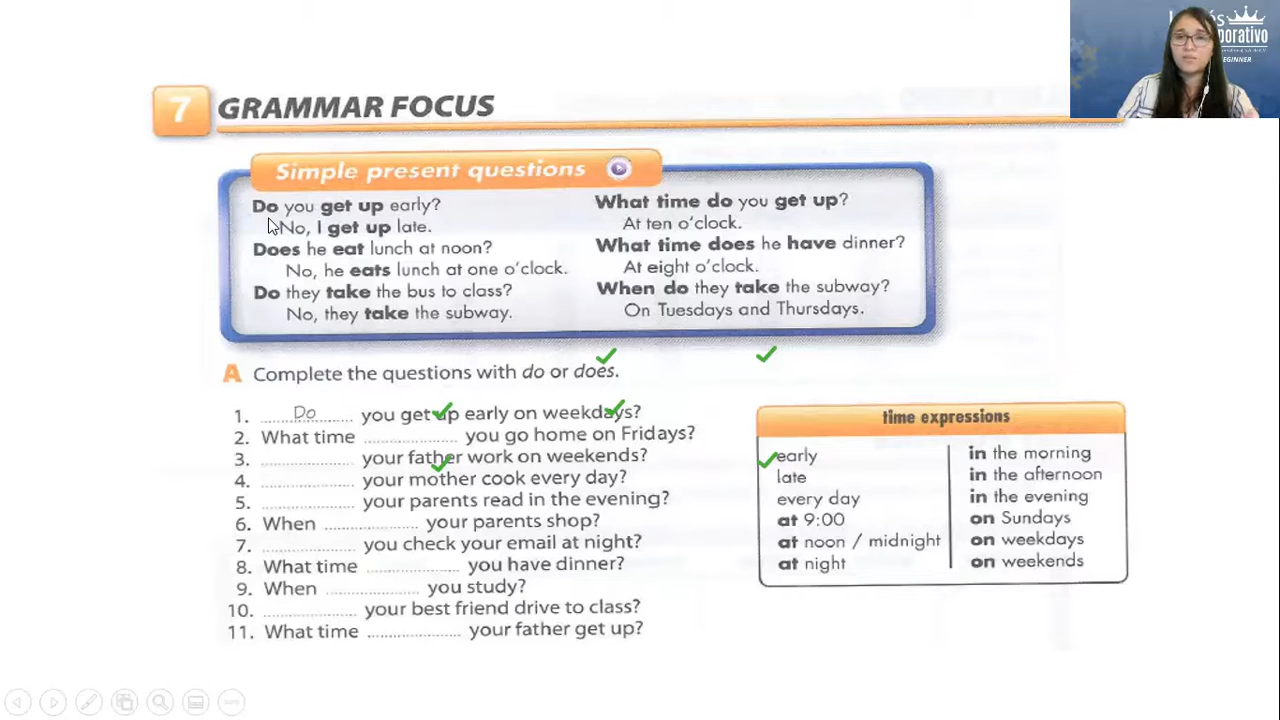 7 GRAMMAR FOCUS
Simple present questions
Do you get up early?
No, I get up late.
Does he eat lunch at noon?
No, he eats lunch at one o'clock.
Do they take the bus to class?
No, they take the subway.
What time do you get up?
At ten o'clock.
What time does he have dinner?
At eight o'clock.
When do they take the subway?
On Tuesdays and Thursdays.
A Complete the questions with do or does.
1. Do you get up early on weekdays?
2. What time ............... you go home on Fridays?
3. ............... your father work on weekends?
4. ............... your mother cook every day?
5. ............... your parents read in the evening?
6. When ............... your parents shop?
7. ............... you check your email at night?
8. What time ............... you have dinner?
9. When ............... you study?
10. ............... your best friend drive to class?
11. What time ............... your father get up?
time expressions
early
late
every day
at 9:00
at noon / midnight
at night
in the morning
in the afternoon
in the evening
on Sundays
on weekdays
on weekends